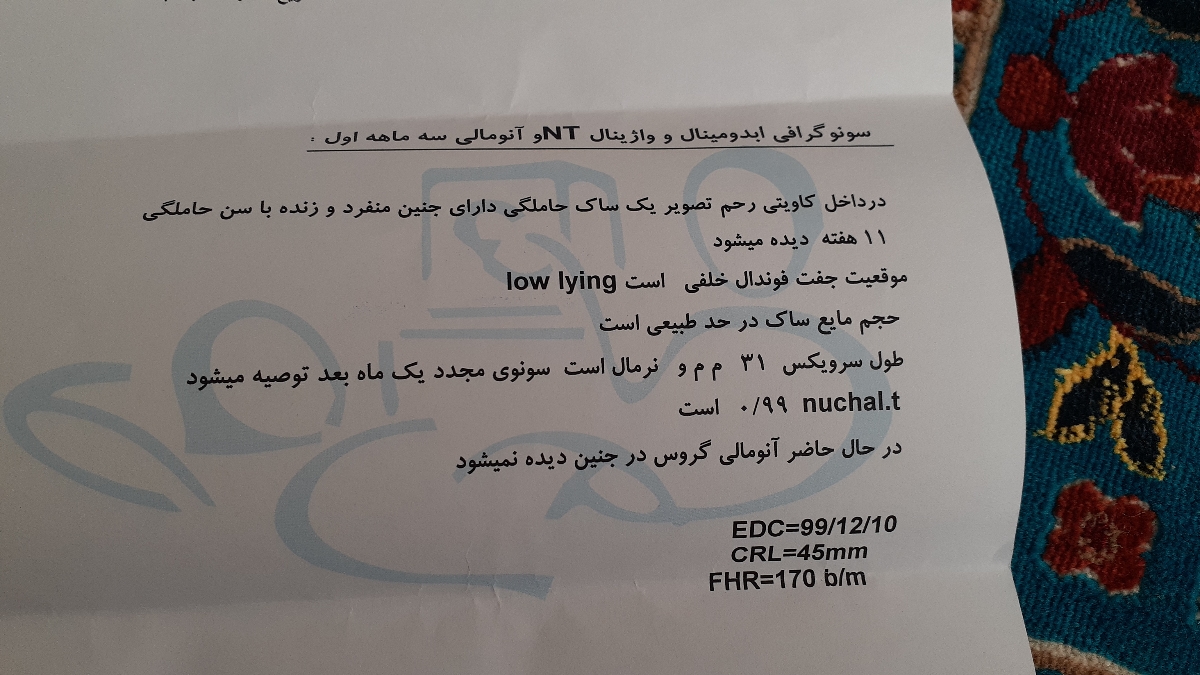 سونوگرافی ابدومینال و واژینال NTو آنومالی سه ماهه اول :
درداخل کاویتی رحم تصویر یک ساک حاملگی دارای جنین منفرد و زنده با سن حاملگی
۱۱ هفته دیده میشود
موقعیت جفت فوندال خلفی است low lying
حجم مایع ساک در حد طبیعی است
طول سرویکس ۳۱ م م و نرمال است سونوی مجدد یک ماه بعد توصیه میشود
nuchal.t ۰/۹۹ است
در حال حاضر آنومالی گروس در جنین دیده نمیشود
EDC=99/12/10
CRL=45mm
FHR=170 b/m